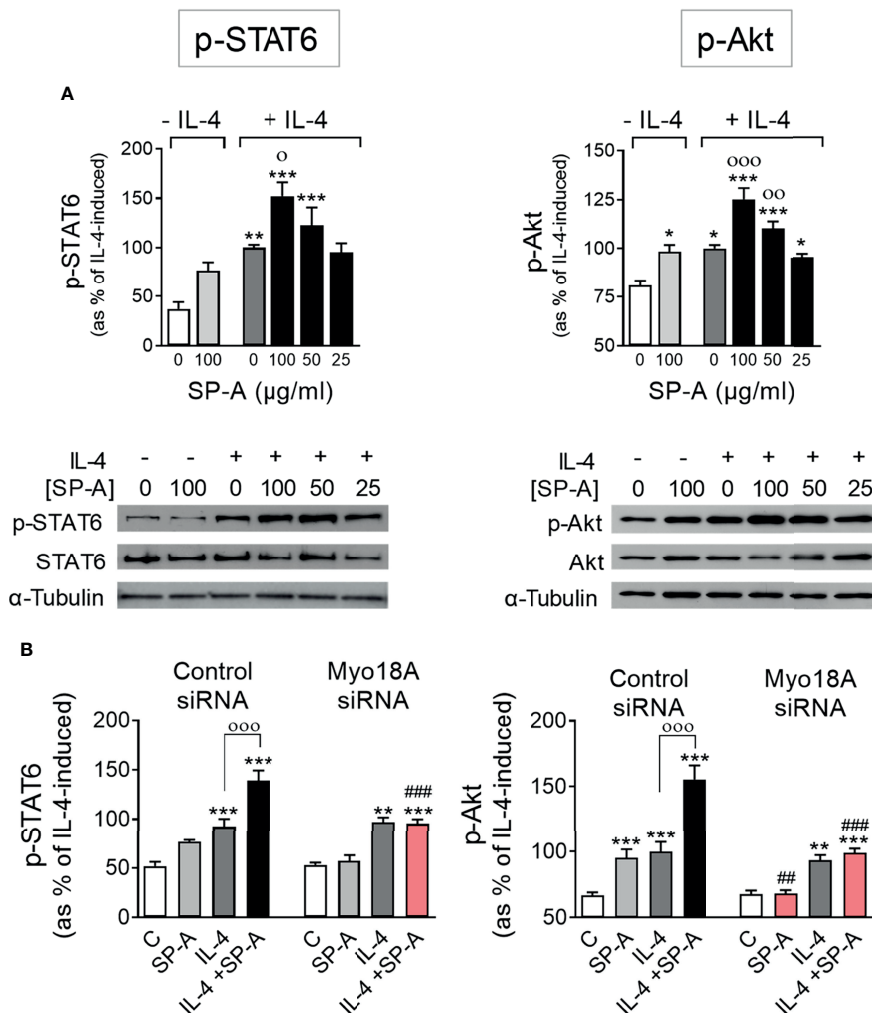 p-STAT6
p-Akt
A
- IL-4 + IL-4
200
150
100
50
0
p-STAT6
(as % of IL-4-induced)
o
** *** ***
0 100 0 100 50 25
SP-A (µg/ml)
- IL-4 + IL-4
150
125
100
75
50
p-Akt
(as % of IL-4-induced)
ooo
oo
* * *** *** *
0 100 0 100 50 25
SP-A (µg/ml)
IL-4 - - + + + +
[SP-A] 0 100 0 100 50 25
p-STAT6
STAT6
α-Tubulin
IL-4 - - + + + +
[SP-A] 0 100 0 100 50 25
p-Akt
Akt
α-Tubulin
B
Control
siRNA
Myo18A
siRNA
200
150
100
50
0
p-STAT6
(as % of IL-4-induced)
ooo
***
***
###
** ***
C SP-A IL-4 IL-4 +SP-A C SP-A IL-4 IL-4 +SP-A
Control
siRNA
Myo18A
siRNA
200
150
100
50
p-Akt
(as % of IL-4-induced)
ooo
***
*** ***
###
## ** ***
C SP-A IL-4 IL-4 +SP-A C SP-A IL-4 IL-4 +SP-A